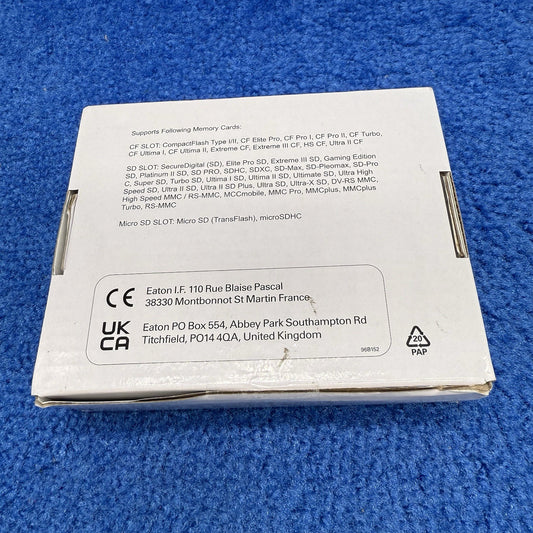 Supports Following Memory Cards:
CF SLOT: CompactFlash Type I/II, CF Elite Pro, CF Pro I, CF Pro II, CF Turbo,
CF Ultima I, CF Ultima II, Extreme CF, Extreme III CF, HS CF, Ultra II CF
SD SLOT: SecureDigital (SD), Elite Pro SD, Extreme III SD, Gaming Edition
SD, Platinum II SD, SD PRO, SDHC, SDXC, SD-Max, SD-Pleomax, SD-Pro
C, Super SD, Turbo SD, Ultima I SD, Ultima II SD, Ultimate SD, Ultra High
Speed SD, Ultra II SD, Ultra II SD Plus, Ultra SD, Ultra-X SD, DV-RS MMC,
High Speed MMC / RS-MMC, MCCmobile, MMC Pro, MMCplus, MMCplus
Turbo, RS-MMC
Micro SD SLOT: Micro SD (TransFlash), microSDHC
CE
Eaton I.F. 110 Rue Blaise Pascal
38330 Montbonnot St Martin France
UK
CA
Eaton PO Box 554, Abbey Park Southampton Rd
Titchfield, PO14 4QA, United Kingdom
96B152
20
PAP